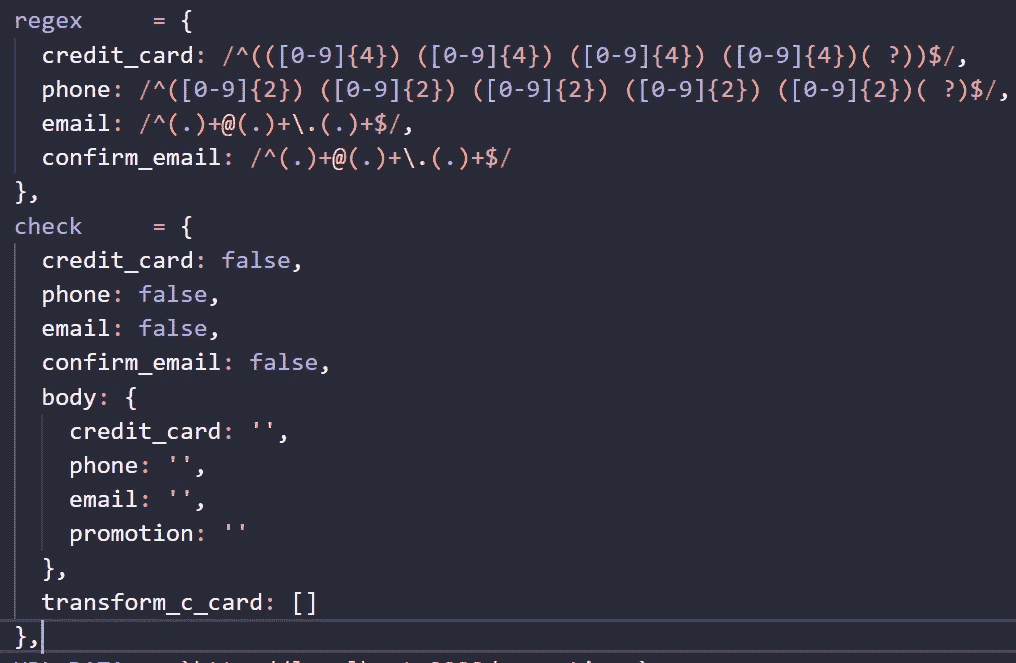 regex     = {
  credit_card: /^(([0-9]{4}) ([0-9]{4}) ([0-9]{4}) ([0-9]{4})( ?))$/,
  phone: /^([0-9]{2}) ([0-9]{2}) ([0-9]{2}) ([0-9]{2}) ([0-9]{2})( ?)$/,
  email: /^(.)+@(.)+\.(.)+$/,
  confirm_email: /^(.)+@(.)+\.(.)+$/
},
check     = {
  credit_card: false,
  phone: false,
  email: false,
  confirm_email: false,
  body: {
    credit_card: '',
    phone: '',
    email: '',
    promotion: ''
  },
  transform_c_card: []
},